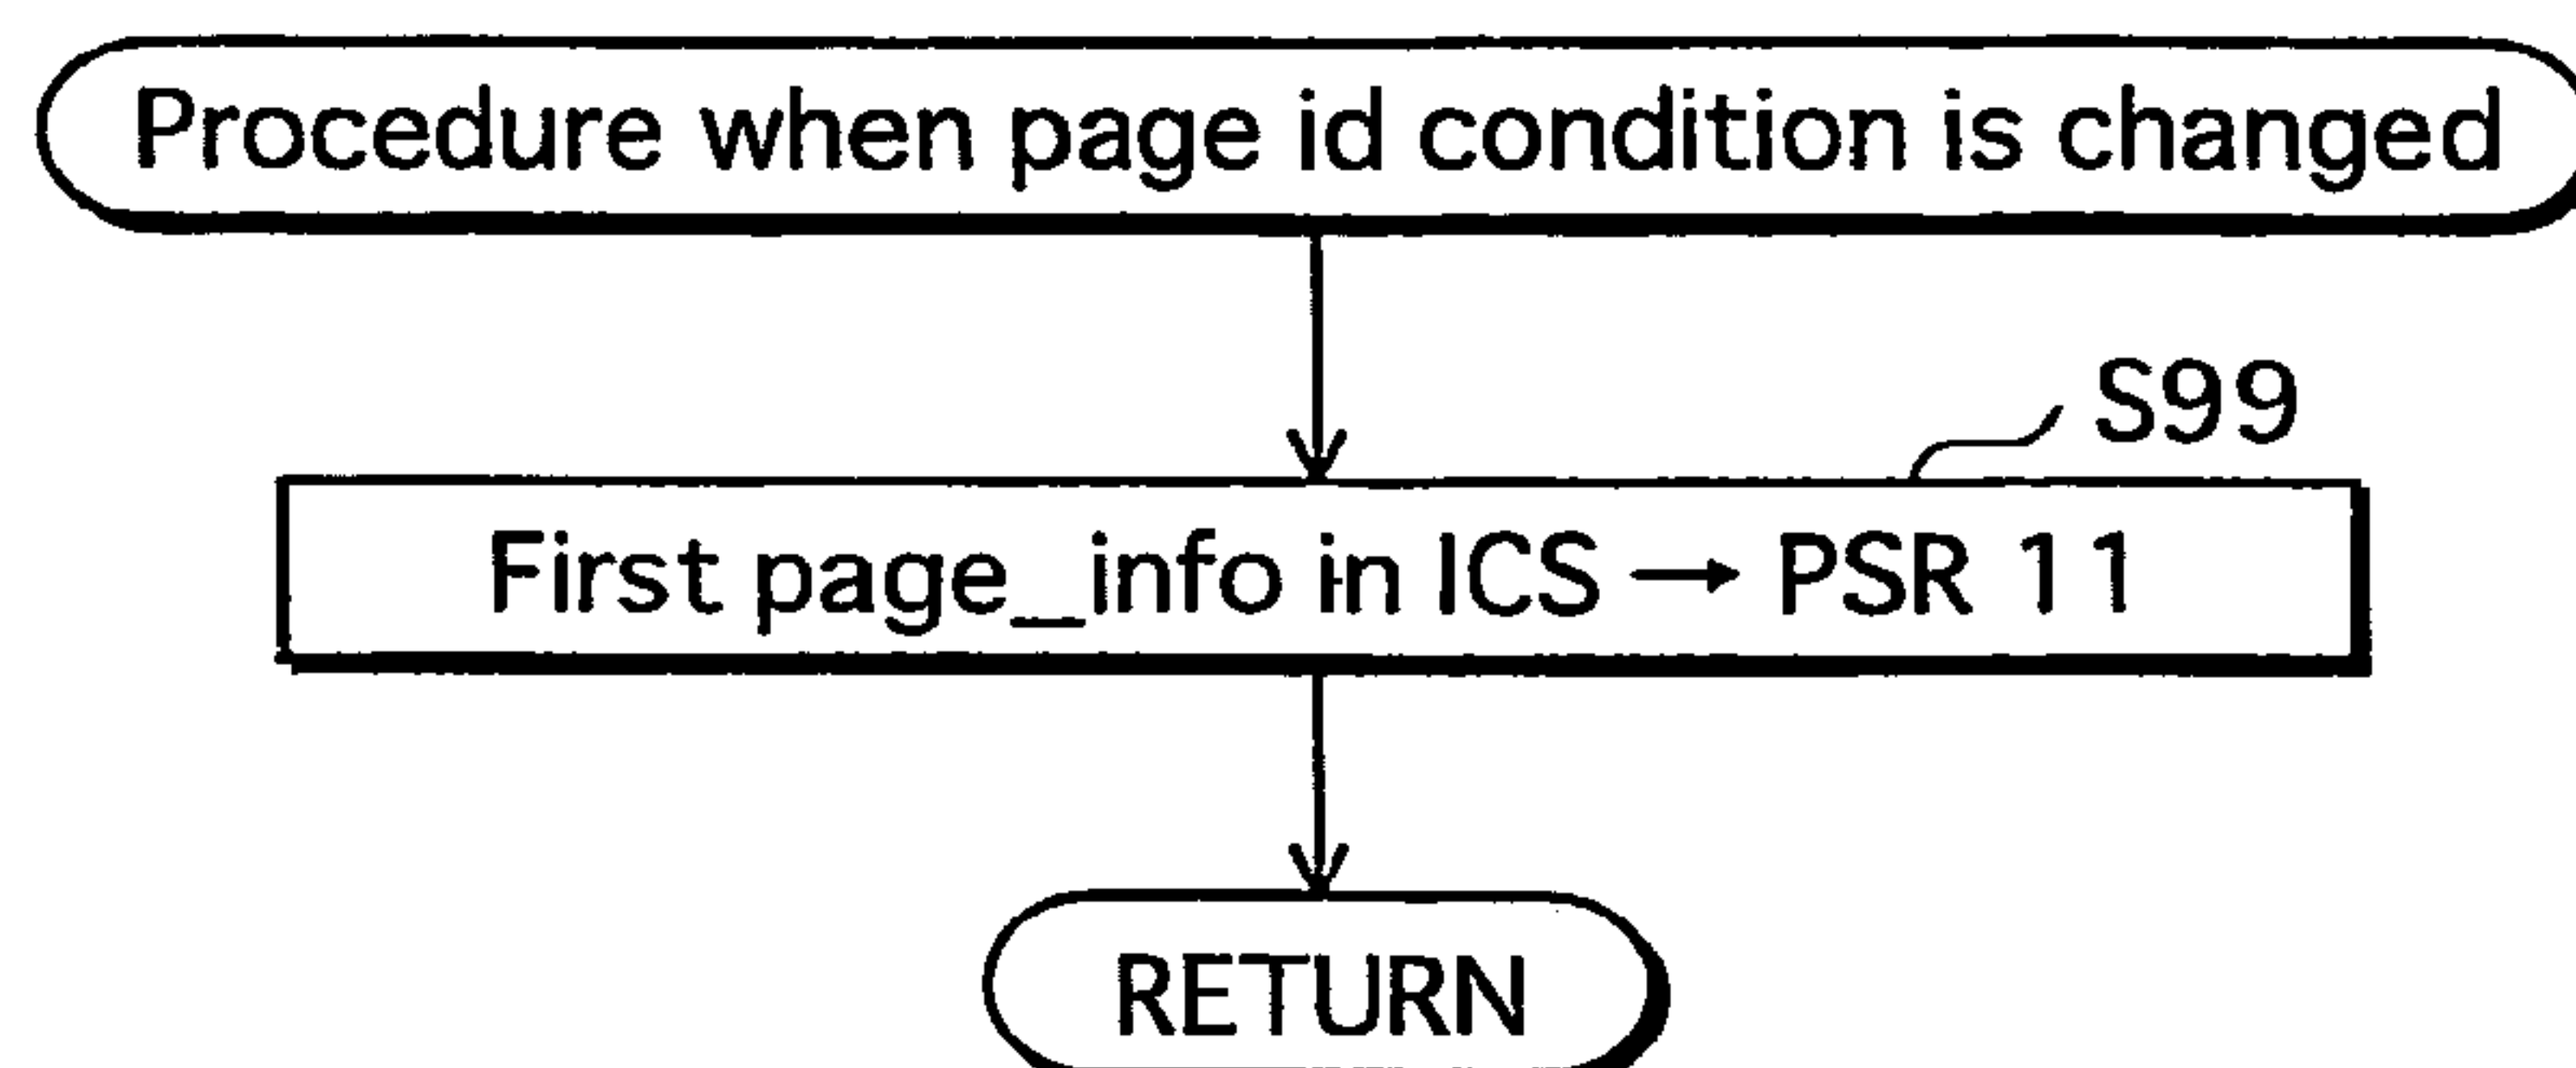 Procedure when page id condition is changed
S99
First page_info in ICS → PSR 11
RETURN